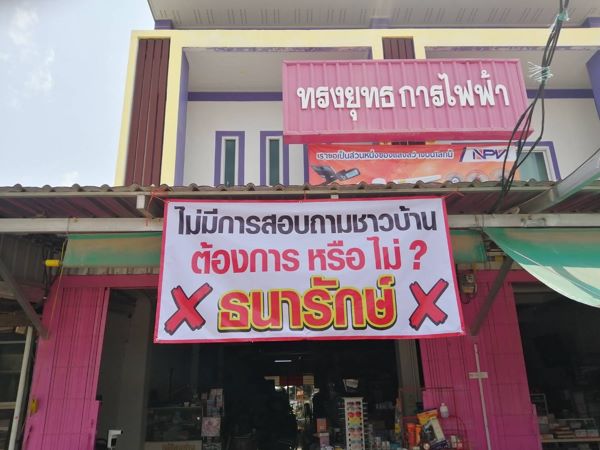 ทรงยุทธ การไฟฟ้า
เราขอเป็นส่วนหนึ่งของแสงสว่างบนโลกนี้
NPV
ไม่มีการสอบถามชาวบ้าน
ต้องการ หรือ ไม่ ?
ธนารักษ์